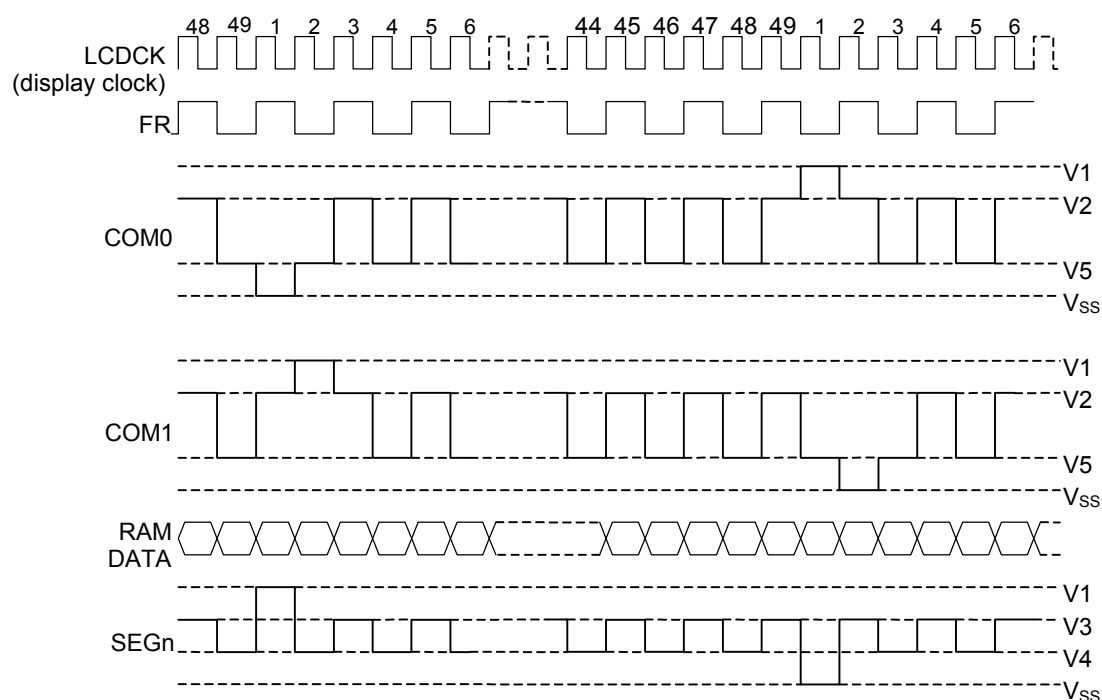 48 49 1 2 3 4 5 6 44 45 46 47 48 49 1 2 3 4 5 6
LCDCK
(display clock)
FR
V1
V2
COM0
V5
VSS
V1
V2
COM1
V5
VSS
RAM
DATA
V1
V3
SEGn
V4
VSS